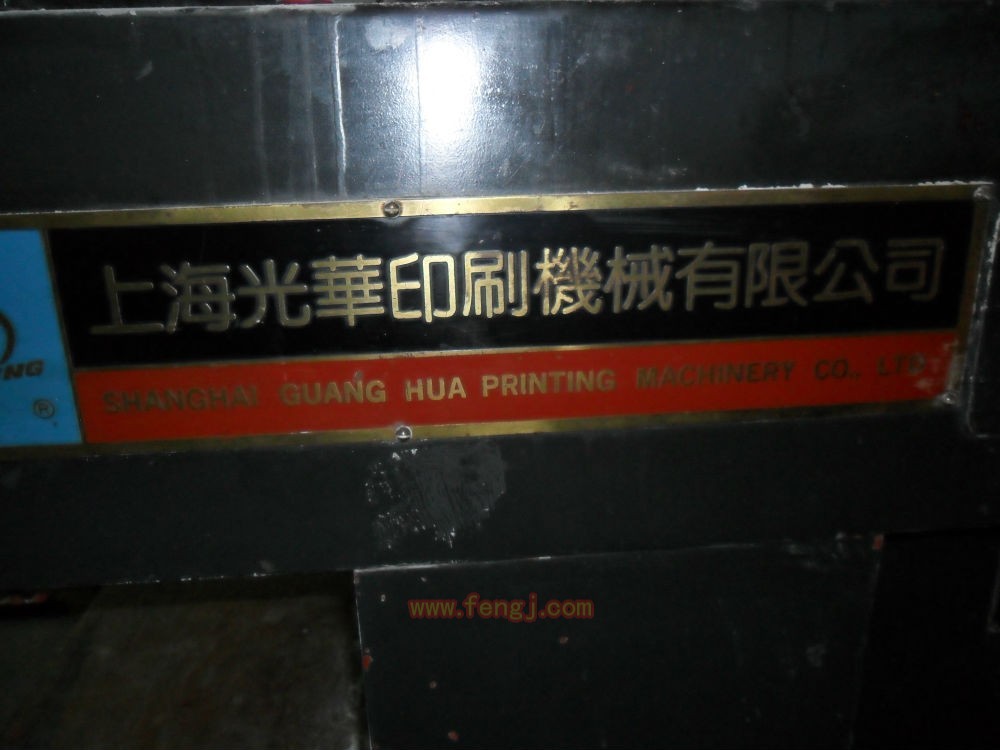 上海光華印刷機械有限公司
SHANGHAI GUANG HUA PRINTING MACHINERY CO., LTD
®
www.fengj.com